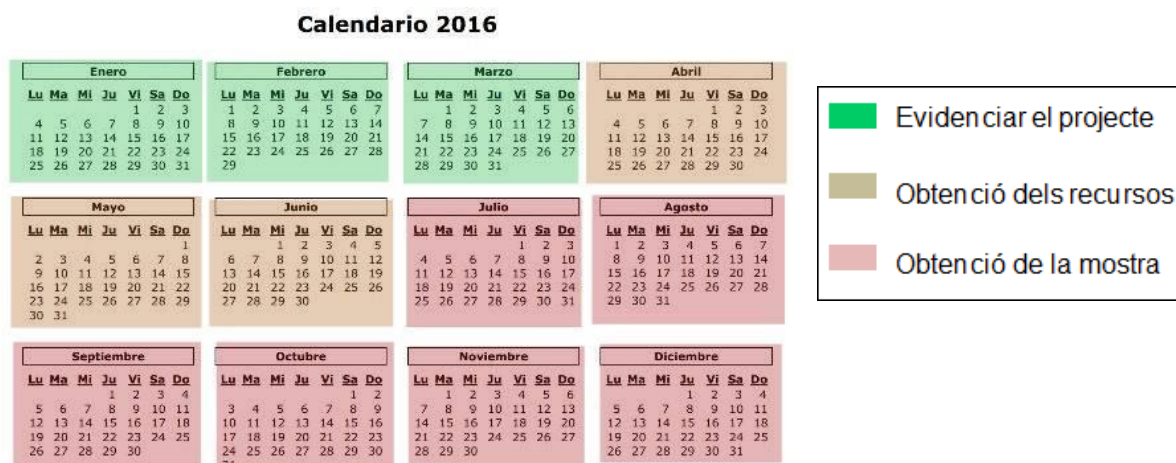 Calendario 2016
Enero
Lu Ma Mi Ju Vi Sa Do
1 2 3
4 5 6 7 8 9 10
11 12 13 14 15 16 17
18 19 20 21 22 23 24
25 26 27 28 29 30 31
Febrero
Lu Ma Mi Ju Vi Sa Do
1 2 3 4 5 6 7
8 9 10 11 12 13 14
15 16 17 18 19 20 21
22 23 24 25 26 27 28
29
Marzo
Lu Ma Mi Ju Vi Sa Do
1 2 3 4 5 6
7 8 9 10 11 12 13
14 15 16 17 18 19 20
21 22 23 24 25 26 27
28 29 30 31
Abril
Lu Ma Mi Ju Vi Sa Do
1 2 3
4 5 6 7 8 9 10
11 12 13 14 15 16 17
18 19 20 21 22 23 24
25 26 27 28 29 30
Mayo
Lu Ma Mi Ju Vi Sa Do
1
2 3 4 5 6 7 8
9 10 11 12 13 14 15
16 17 18 19 20 21 22
23 24 25 26 27 28 29
30 31
Junio
Lu Ma Mi Ju Vi Sa Do
1 2 3 4 5
6 7 8 9 10 11 12
13 14 15 16 17 18 19
20 21 22 23 24 25 26
27 28 29 30
Julio
Lu Ma Mi Ju Vi Sa Do
1 2 3
4 5 6 7 8 9 10
11 12 13 14 15 16 17
18 19 20 21 22 23 24
25 26 27 28 29 30 31
Agosto
Lu Ma Mi Ju Vi Sa Do
1 2 3 4 5 6 7
8 9 10 11 12 13 14
15 16 17 18 19 20 21
22 23 24 25 26 27 28
29 30 31
Septiembre
Lu Ma Mi Ju Vi Sa Do
1 2 3 4
5 6 7 8 9 10 11
12 13 14 15 16 17 18
19 20 21 22 23 24 25
26 27 28 29 30
Octubre
Lu Ma Mi Ju Vi Sa Do
1 2
3 4 5 6 7 8 9
10 11 12 13 14 15 16
17 18 19 20 21 22 23
24 25 26 27 28 29 30
Noviembre
Lu Ma Mi Ju Vi Sa Do
1 2 3 4 5 6
7 8 9 10 11 12 13
14 15 16 17 18 19 20
21 22 23 24 25 26 27
28 29 30
Diciembre
Lu Ma Mi Ju Vi Sa Do
1 2 3 4
5 6 7 8 9 10 11
12 13 14 15 16 17 18
19 20 21 22 23 24 25
26 27 28 29 30 31
Evidenciar el projecte
Obtenció dels recursos
Obtenció de la mostra